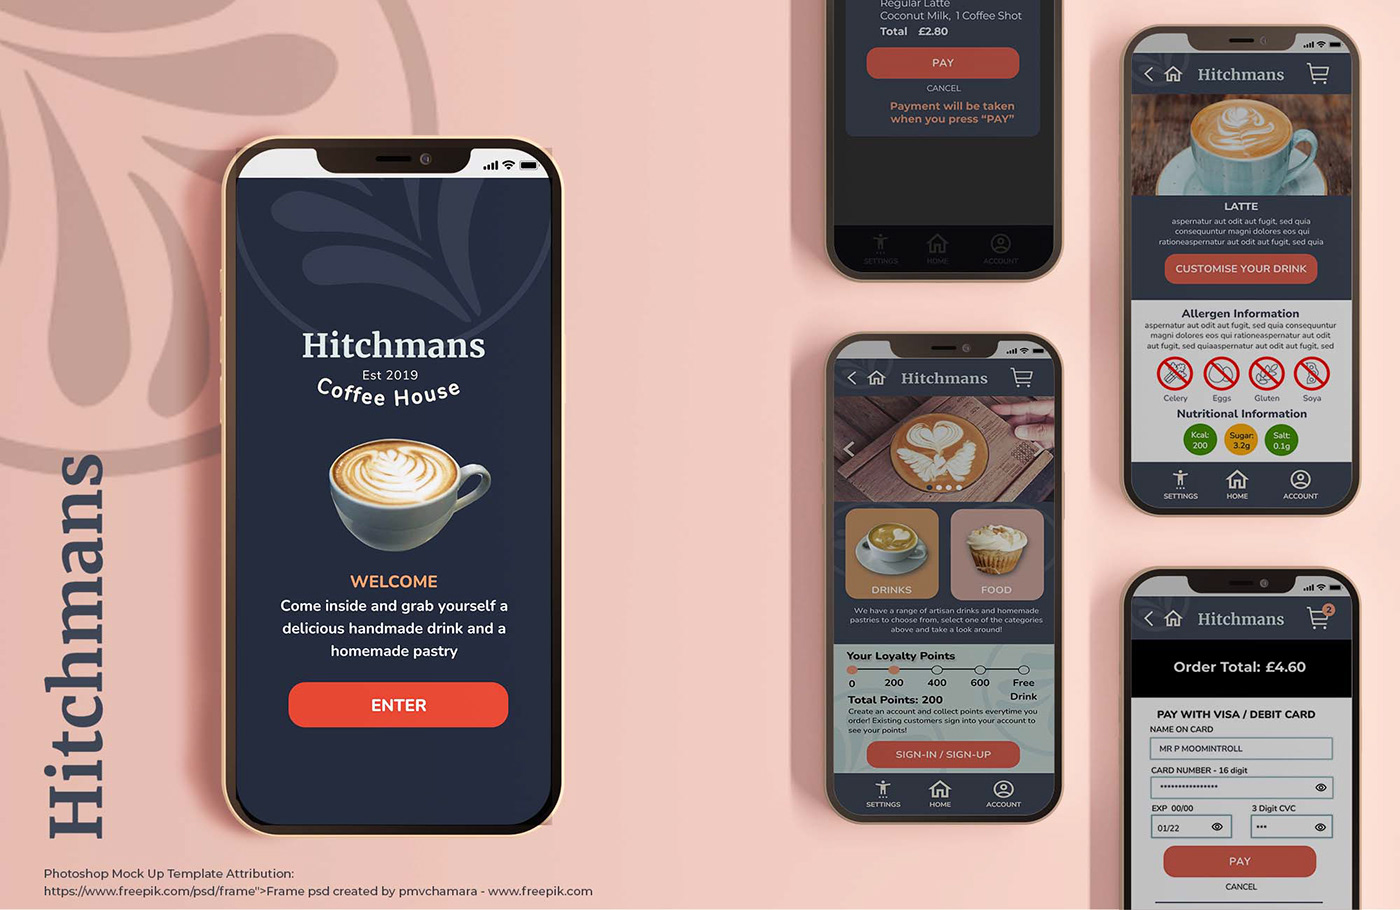 Hitchmans
Photoshop Mock Up Template Attribution:
https://www.freepik.com/psd/frame">Frame psd created by pmvchamara - www.freepik.com
Hitchmans
Est 2019
Coffee House
WELCOME
Come inside and grab yourself a
delicious handmade drink and a
homemade pastry
ENTER
Regular Latte
Coconut Milk, 1 Coffee Shot
Total £2.80
PAY
CANCEL
Payment will be taken
when you press “PAY”
SETTINGS HOME ACCOUNT
Hitchmans
DRINKS FOOD
We have a range of artisan drinks and homemade
pastries to choose from, select one of the categories
above and take a look around!
Your Loyalty Points
0 200 400 600 Free
Drink
Total Points: 200
Create an account and collect points everytime you
order! Existing customers sign into your account to
see your points!
SIGN-IN / SIGN-UP
SETTINGS HOME ACCOUNT
Hitchmans
LATTE
aspernatur aut odit aut fugit, sed quia
consequuntur magni dolores eos qui
rationeaspernatur aut odit aut fugit, sed quia
CUSTOMISE YOUR DRINK
Allergen Information
aspernatur aut odit aut fugit, sed quia consequuntur
magni dolores eos qui rationeaspernatur aut odit
aut fugit, sed quiaaspernatur aut odit aut fugit, sed
Celery Eggs Gluten Soya
Nutritional Information
Kcal: Sugar: Salt:
200 3.2g 0.1g
SETTINGS HOME ACCOUNT
Hitchmans 2
Order Total: £4.60
PAY WITH VISA / DEBIT CARD
NAME ON CARD
MR P MOOMINTROLL
CARD NUMBER - 16 digit
****************
EXP 00/00 3 Digit CVC
01/22 ***
PAY
CANCEL